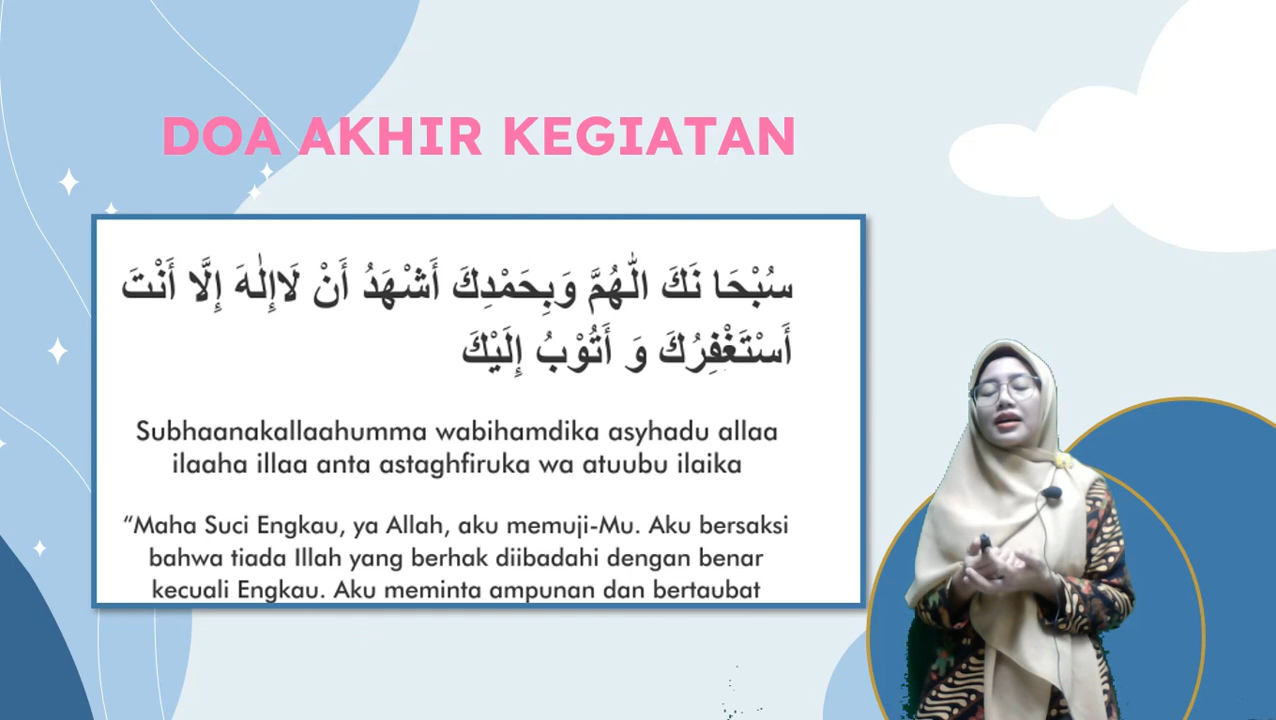 DOA AKHIR KEGIATAN
سُبْحَا نَكَ اللّٰهُمَّ وَبِحَمْدِكَ أَشْهَدُ أَنْ لَاإِلٰهَ إِلَّا أَنْتَ
أَسْتَغْفِرُكَ وَ أَتُوْبُ إِلَيْكَ
Subhaanakallaahumma wabihamdika asyhadu allaa
ilaaha illaa anta astaghfiruka wa atuubu ilaika
“Maha Suci Engkau, ya Allah, aku memuji-Mu. Aku bersaksi
bahwa tiada Illah yang berhak diibadahi dengan benar
kecuali Engkau. Aku meminta ampunan dan bertaubat